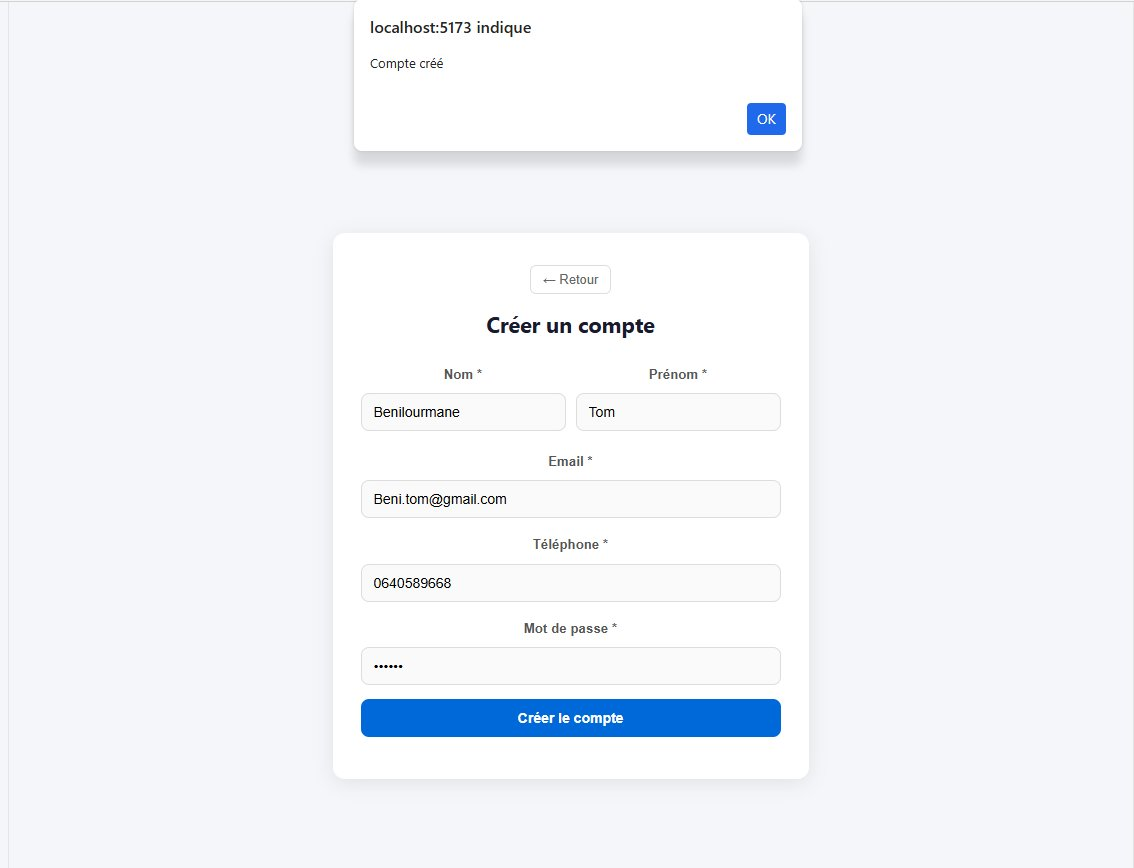 localhost:5173 indique
Compte créé
OK
← Retour
Créer un compte
Nom * Prénom *
Benilourmane Tom
Email *
Beni.tom@gmail.com
Téléphone *
0640589668
Mot de passe *
••••••
Créer le compte